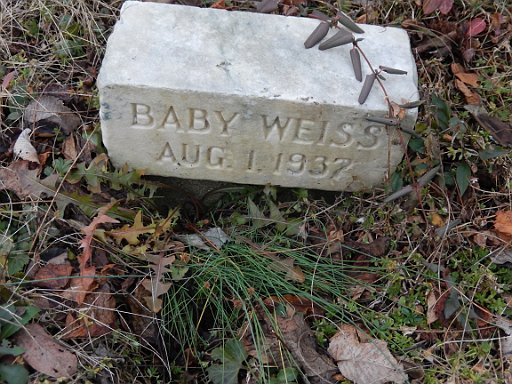 BABY WEISS
AUG. 1. 1937